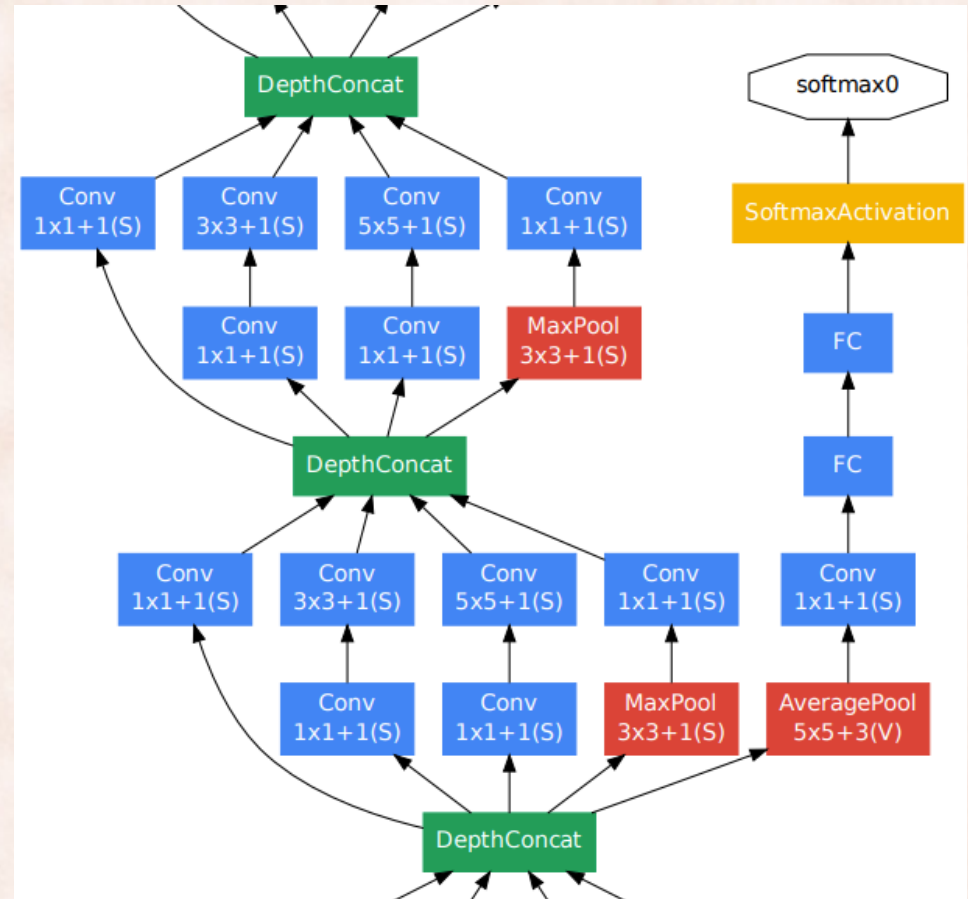 DepthConcat
softmax0
Conv
1x1+1(S)
Conv
3x3+1(S)
Conv
5x5+1(S)
Conv
1x1+1(S)
SoftmaxActivation
Conv
1x1+1(S)
Conv
1x1+1(S)
MaxPool
3x3+1(S)
FC
DepthConcat
FC
Conv
1x1+1(S)
Conv
3x3+1(S)
Conv
5x5+1(S)
Conv
1x1+1(S)
Conv
1x1+1(S)
Conv
1x1+1(S)
Conv
1x1+1(S)
MaxPool
3x3+1(S)
AveragePool
5x5+3(V)
DepthConcat